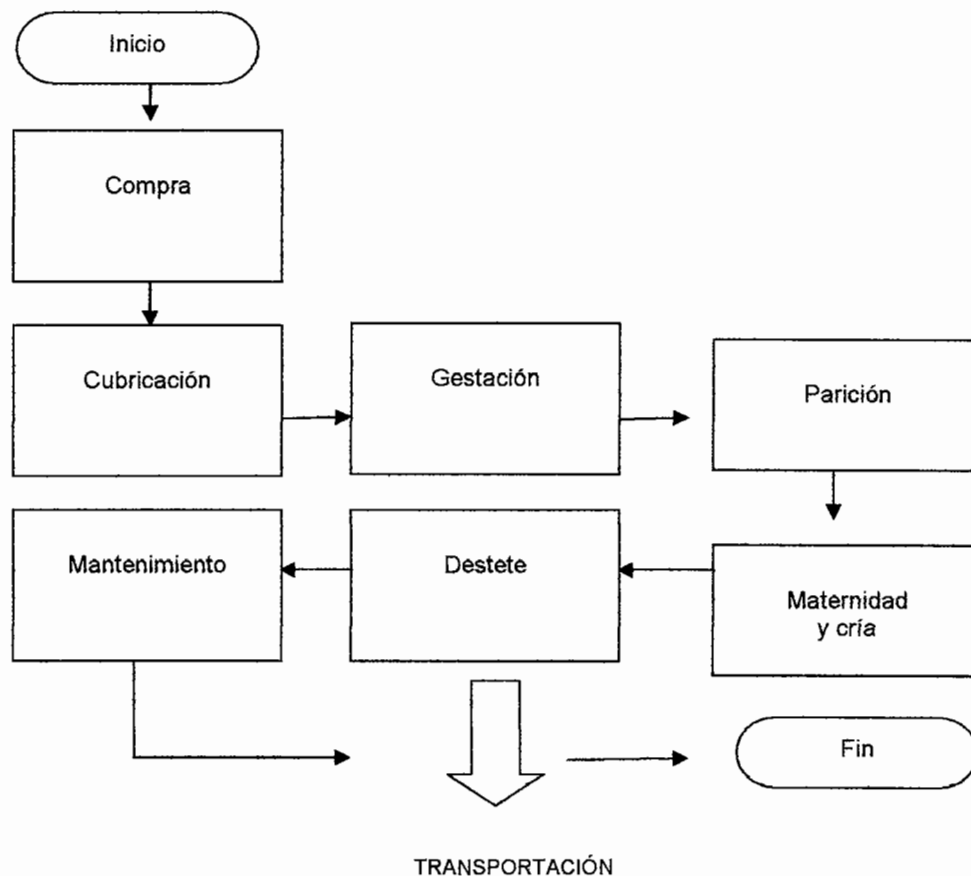 Inicio
Compra
Cubricación
Gestación
Parición
Mantenimiento
Destete
Maternidad
y cría
Fin
TRANSPORTACIÓN